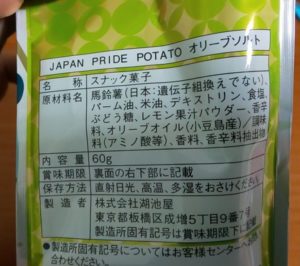 JAPAN PRIDE POTATO オリーブソルト
名称 スナック菓子
原材料名 馬鈴薯(日本:遺伝子組換えでない)、
パーム油、米油、デキストリン、食塩、
ぶどう糖、レモン果汁パウダー、香辛
料、オリーブオイル(小豆島産)/調味
料(アミノ酸等)、香料、香辛料抽出物
内容量 60g
賞味期限 裏面の右下部に記載
保存方法 直射日光、高温、多湿をおさけください。
製造者 株式会社湖池屋
東京都板橋区成増5丁目9番7号
製造所固有記号は賞味期限下に記載
●製造所固有記号についてはお客様センターへお問
合わせください。